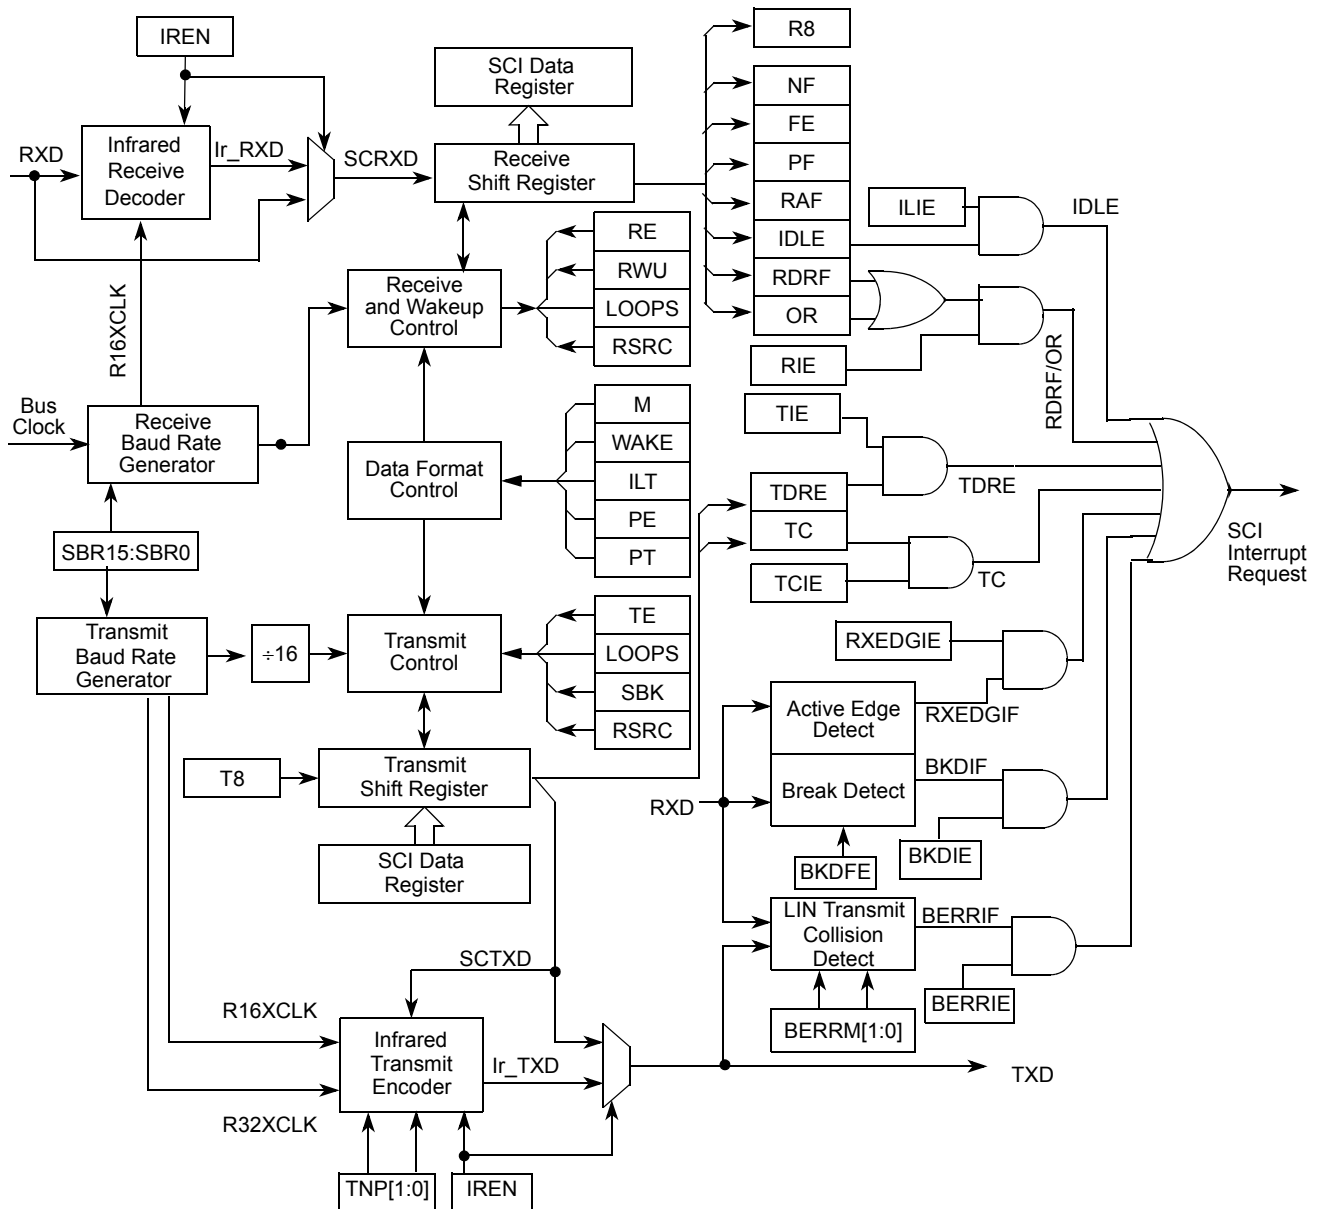 IREN
R8
SCI Data
Register
NF
FE
PF
RAF
IDLE
RDRF
OR
RXD
Infrared
Receive
Decoder
Ir_RXD
SCRXD
Receive
Shift Register
ILIE
IDLE
RE
RWU
LOOPS
RSRC
Receive
and Wakeup
Control
R16XCLK
RIE
RDRF/OR
Bus
Clock
Receive
Baud Rate
Generator
M
WAKE
ILT
PE
PT
Data Format
Control
TIE
TDRE
TC
TDRE
TCIE
TC
SCI
Interrupt
Request
SBR15:SBR0
Transmit
Baud Rate
Generator
÷16
Transmit
Control
TE
LOOPS
SBK
RSRC
RXEDGIE
Active Edge
Detect
RXEDGIF
Break Detect
BKDIF
RXD
BKDIE
BKDFE
T8
Transmit
Shift Register
SCI Data
Register
LIN Transmit
Collision
Detect
BERRIF
BERRIE
BERRM[1:0]
SCTXD
R16XCLK
Infrared
Transmit
Encoder
Ir_TXD
R32XCLK
TXD
TNP[1:0]
IREN